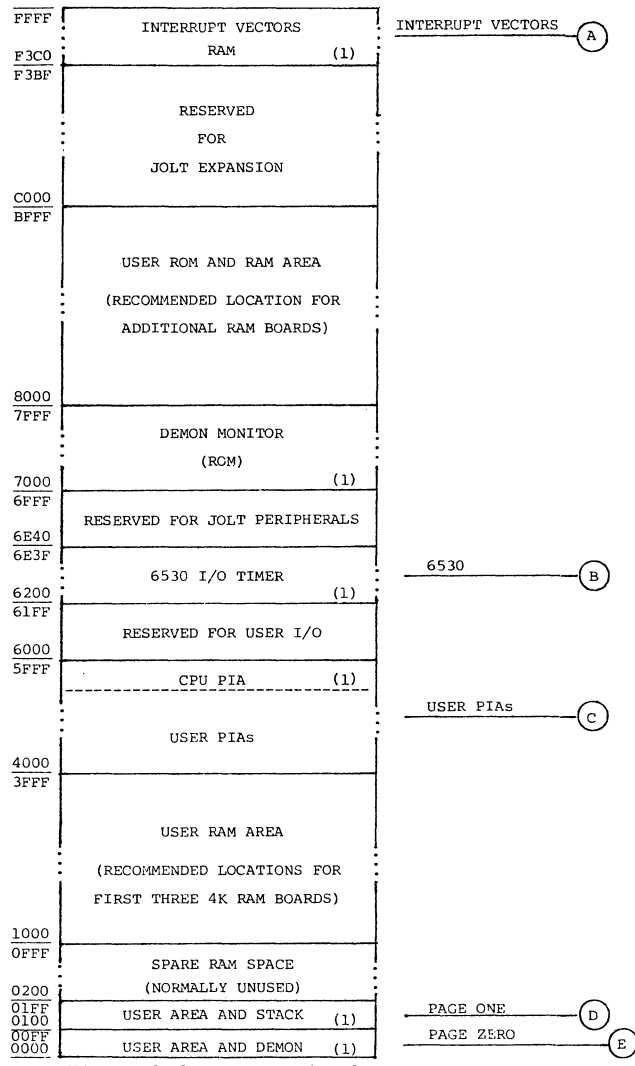 FFFF
INTERRUPT VECTORS
INTERRUPT VECTORS A
RAM (1)
F3C0
F3BF
RESERVED
FOR
JOLT EXPANSION
C000
BFFF
USER ROM AND RAM AREA
(RECOMMENDED LOCATION FOR
ADDITIONAL RAM BOARDS)
8000
7FFF
DEMON MONITOR
(ROM)
7000 (1)
6FFF
RESERVED FOR JOLT PERIPHERALS
6E40
6E3F
6530 I/O TIMER
6530 B
6200 (1)
61FF
RESERVED FOR USER I/O
6000
5FFF
CPU PIA (1)
USER PIAs C
USER PIAs
4000
3FFF
USER RAM AREA
(RECOMMENDED LOCATIONS FOR
FIRST THREE 4K RAM BOARDS)
1000
0FFF
SPARE RAM SPACE
(NORMALLY UNUSED)
0200
01FF
USER AREA AND STACK (1)
PAGE ONE D
0100
00FF
PAGE ZERO E
0000 USER AREA AND DEMON (1)